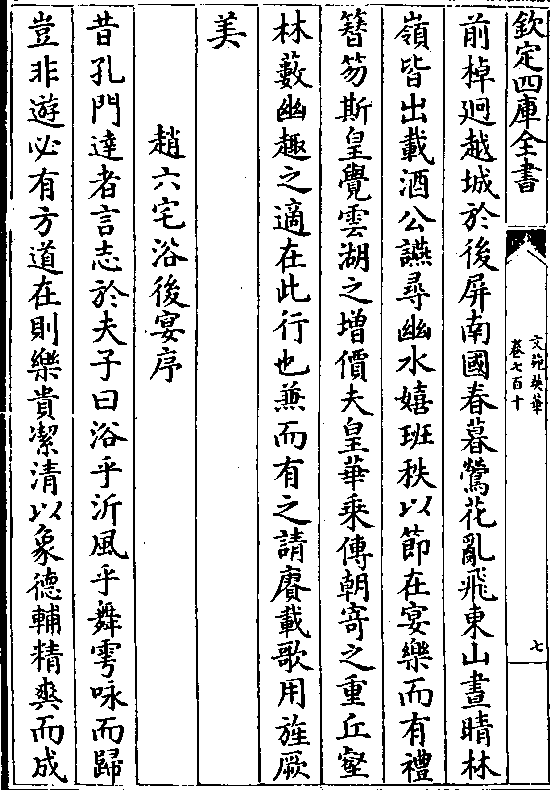 欽定四庫全書
文苑英華
卷七百十
七
前棹迴越城於後屏南國春暮鶯花亂飛東山晝晴林
嶺皆出載酒公讌尋幽水嬉班秩以節在宴樂而有禮
簪笏斯皇覺雲湖之增價夫皇華乘傳朝寄之重丘壑
林藪幽趣之適在此行也兼而有之請賡載歌用旌厥
美
趙六宅浴後宴序
昔孔門達者言志於夫子曰浴乎沂風乎舞雩咏而歸
豈非遊必有方道在則樂貴潔清以象德輔精爽而成